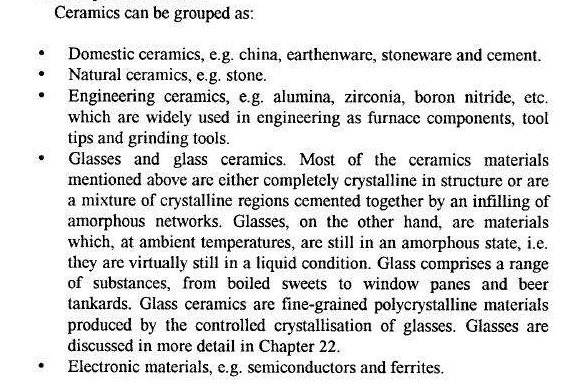 Ceramics can be grouped as:
• Domestic ceramics, e.g. china, earthenware, stoneware and cement.
• Natural ceramics, e.g. stone.
• Engineering ceramics, e.g. alumina, zirconia, boron nitride, etc.
which are widely used in engineering as furnace components, tool
tips and grinding tools.
• Glasses and glass ceramics. Most of the ceramics materials
mentioned above are either completely crystalline in structure or are
a mixture of crystalline regions cemented together by an infilling of
amorphous networks. Glasses, on the other hand, are materials
which, at ambient temperatures, are still in an amorphous state, i.e.
they are virtually still in a liquid condition. Glass comprises a range
of substances, from boiled sweets to window panes and beer
tankards. Glass ceramics are fine-grained polycrystalline materials
produced by the controlled crystallisation of glasses. Glasses are
discussed in more detail in Chapter 22.
• Electronic materials, e.g. semiconductors and ferrites.